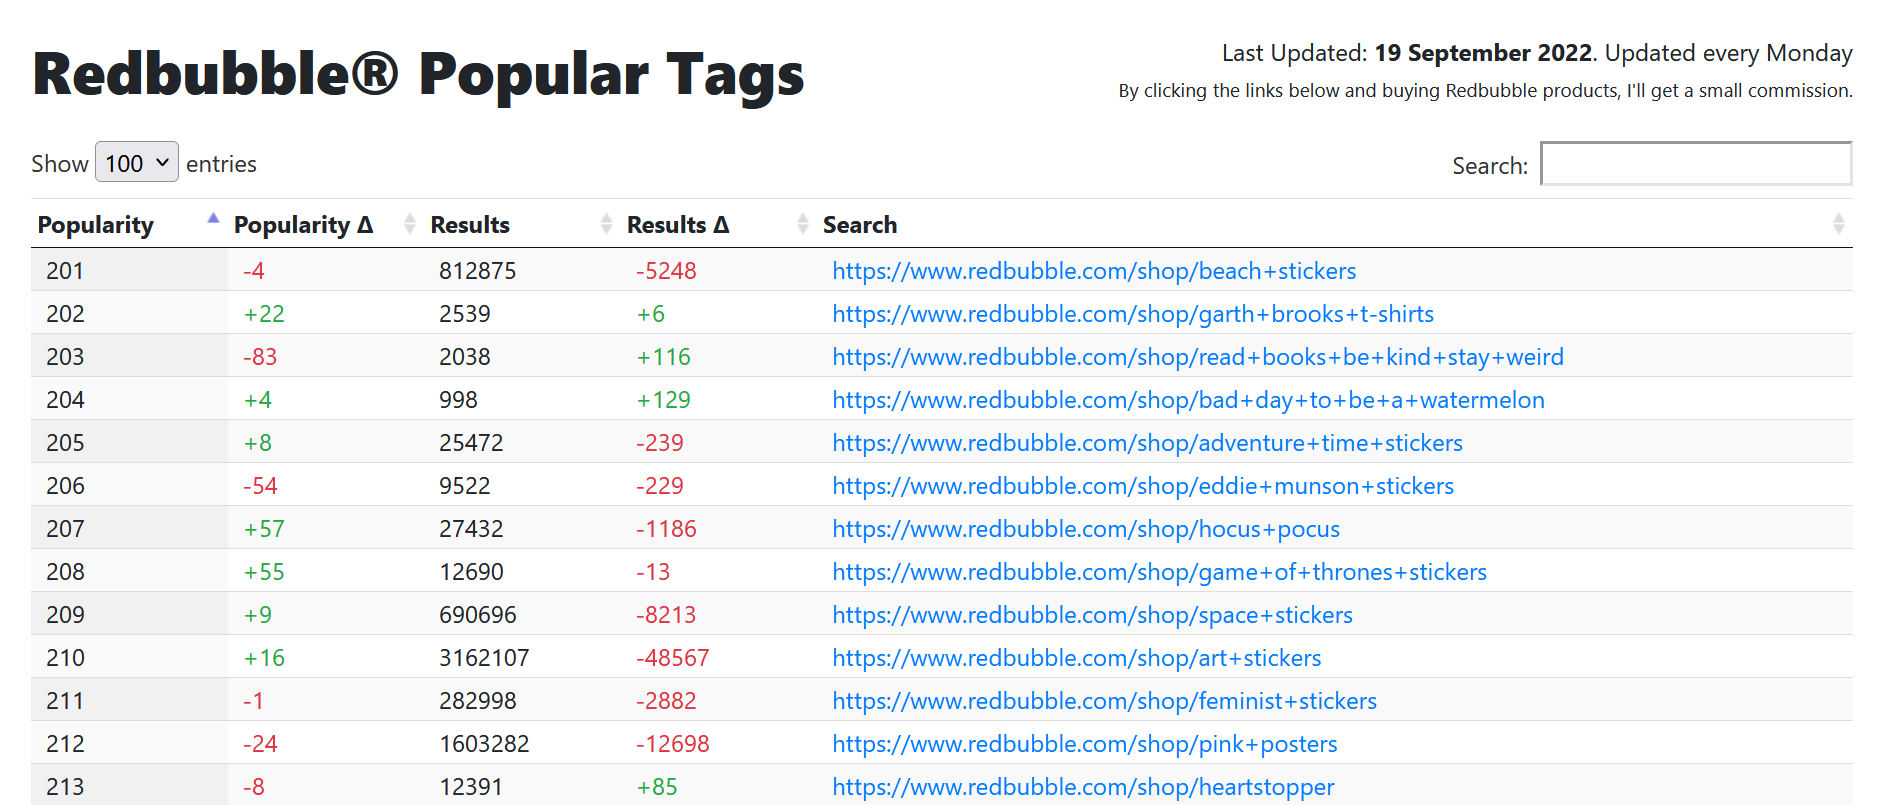 Redbubble® Popular Tags
Last Updated: 19 September 2022. Updated every Monday
By clicking the links below and buying Redbubble products, I'll get a small commission.
Show 100 entries
Search:
Popularity Popularity Δ Results Results Δ Search
201 -4 812875 -5248 https://www.redbubble.com/shop/beach+stickers
202 +22 2539 +6 https://www.redbubble.com/shop/garth+brooks+t-shirts
203 -83 2038 +116 https://www.redbubble.com/shop/read+books+be+kind+stay+weird
204 +4 998 +129 https://www.redbubble.com/shop/bad+day+to+be+a+watermelon
205 +8 25472 -239 https://www.redbubble.com/shop/adventure+time+stickers
206 -54 9522 -229 https://www.redbubble.com/shop/eddie+munson+stickers
207 +57 27432 -1186 https://www.redbubble.com/shop/hocus+pocus
208 +55 12690 -13 https://www.redbubble.com/shop/game+of+thrones+stickers
209 +9 690696 -8213 https://www.redbubble.com/shop/space+stickers
210 +16 3162107 -48567 https://www.redbubble.com/shop/art+stickers
211 -1 282998 -2882 https://www.redbubble.com/shop/feminist+stickers
212 -24 1603282 -12698 https://www.redbubble.com/shop/pink+posters
213 -8 12391 +85 https://www.redbubble.com/shop/heartstopper